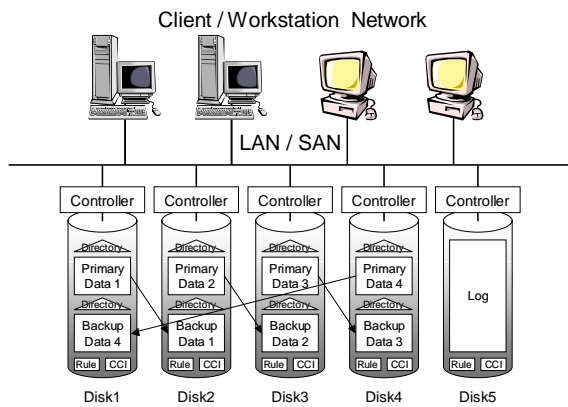 Client / Workstation Network
LAN / SAN
Controller Controller Controller Controller Controller
Directory Directory Directory Directory
Primary Data 1 Primary Data 2 Primary Data 3 Primary Data 4
Log
Directory Directory Directory Directory
Backup Data 4 Backup Data 1 Backup Data 2 Backup Data 3
Rule CCI Rule CCI Rule CCI Rule CCI
Disk1 Disk2 Disk3 Disk4 Disk5